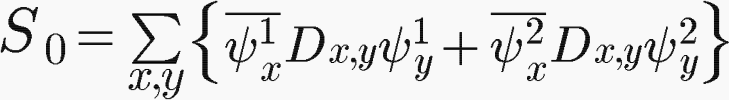 $S_0 = \sum_{x,y} \left\{ \overline{\psi^1_x} D_{x,y} \psi^1_y + \overline{\psi^2_x} D_{x,y} \psi^2_y \right\}$